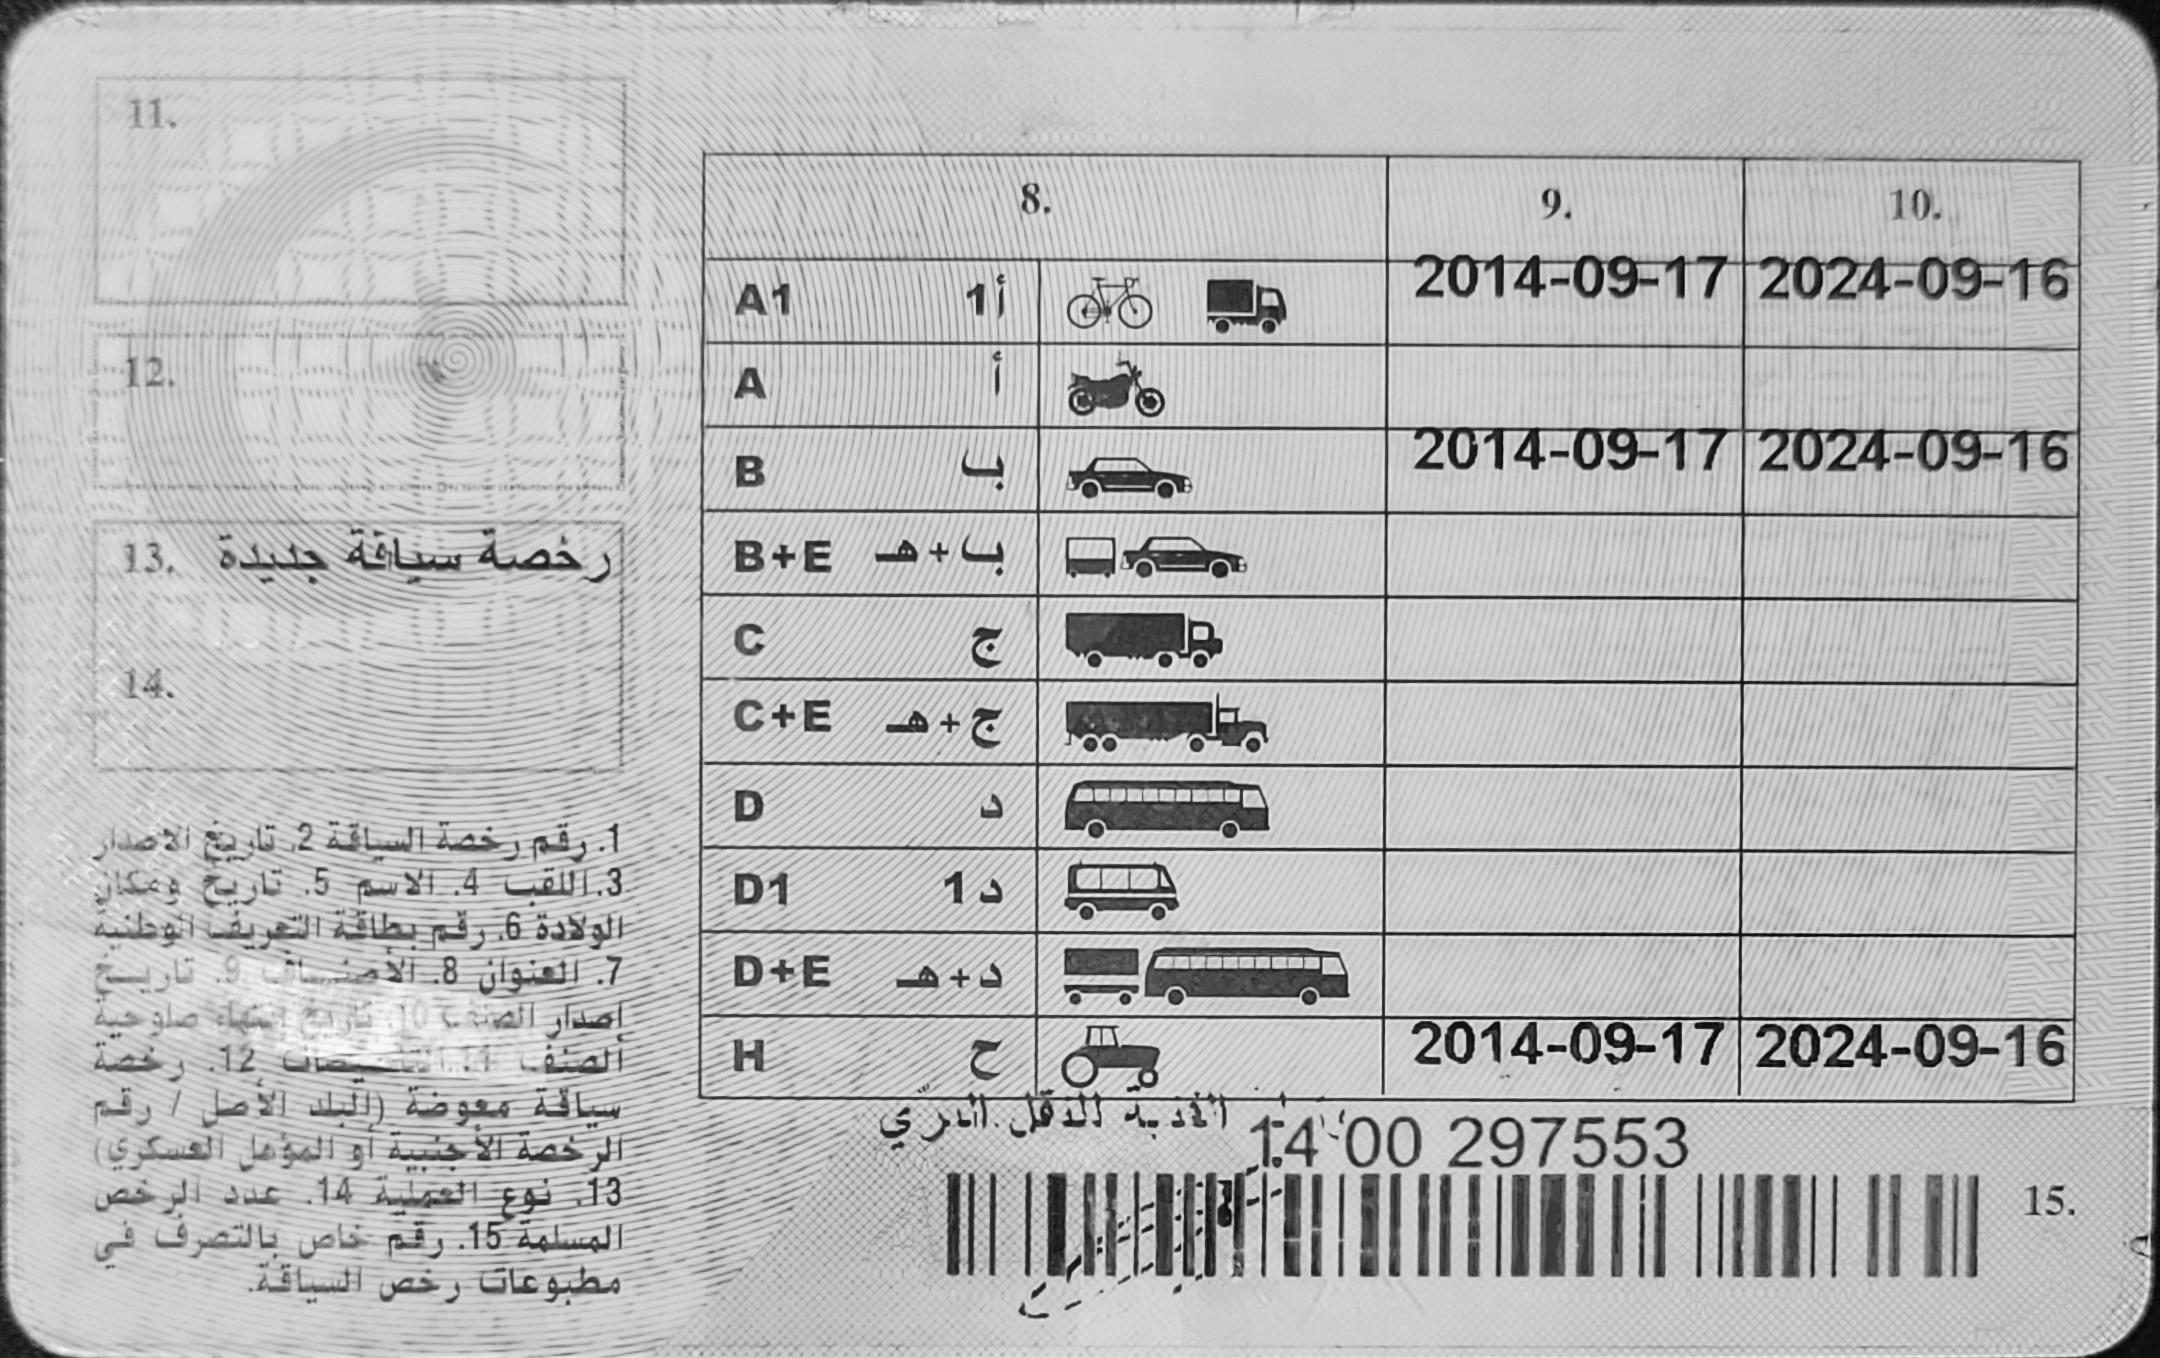 11.
12.
13. رخصة سياقة جديدة
14.
1. رقم رخصة السياقة 2. تاريخ الاصدار
3. اللقب 4. الاسم 5. تاريخ ومكان
الولادة 6. رقم بطاقة التعريف الوطنية
7. العنوان 8. الأصناف 9. تاريخ
إصدار الصنف 10. تاريخ إنتهاء صلوحية
الصنف 11. 12. رخصة
سياقة معوضة (البلد الأصل / رقم
الرخصة الأجنبية أو المؤهل العسكري)
13. نوع العملية 14. عدد الرخص
المسلمة 15. رقم خاص بالتصرف في
مطبوعات رخص السياقة.
8. 9. 10.
A1 أ1 2014-09-17 2024-09-16
A أ
B ب 2014-09-17 2024-09-16
B+E ب+هـ
C ج
C+E ج+هـ
D د
D1 د1
D+E د+هـ
H ح 2014-09-17 2024-09-16
للنقل البري
14 00 297553
15.